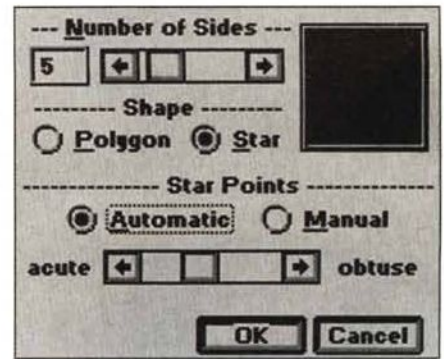 --- Number of Sides ---
5
-------- Shape --------
Polygon Star
------------- Star Points -------------
Automatic Manual
acute obtuse
OK Cancel